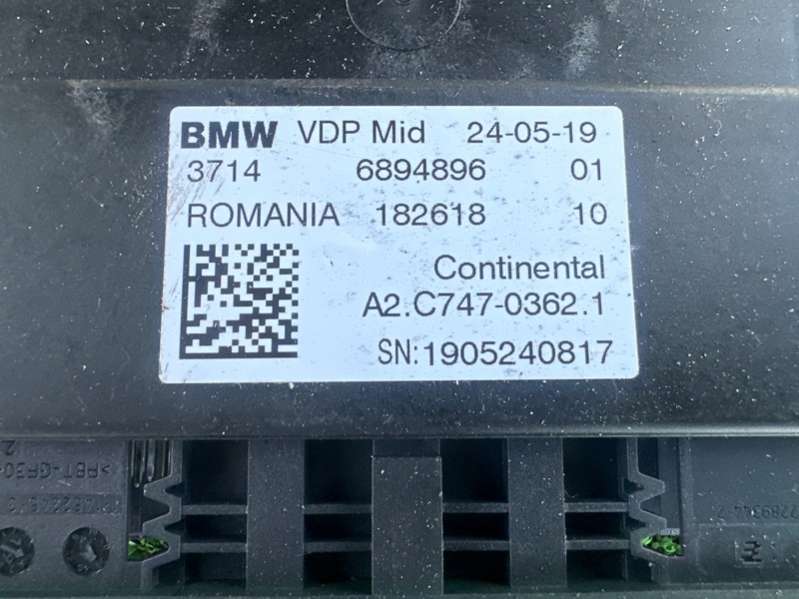 BMW VDP Mid 24-05-19
3714 6894896 01
ROMANIA 182618 10
Continental
A2.C747-0362.1
SN:1905240817